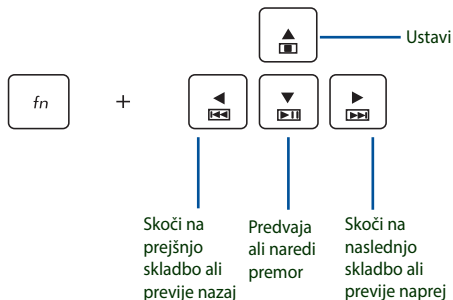 Ustavi
fn
+
Skoči na
prejšnjo
skladbo ali
previje nazaj
Predvaja
ali naredi
premor
Skoči na
naslednjo
skladbo ali
previje naprej